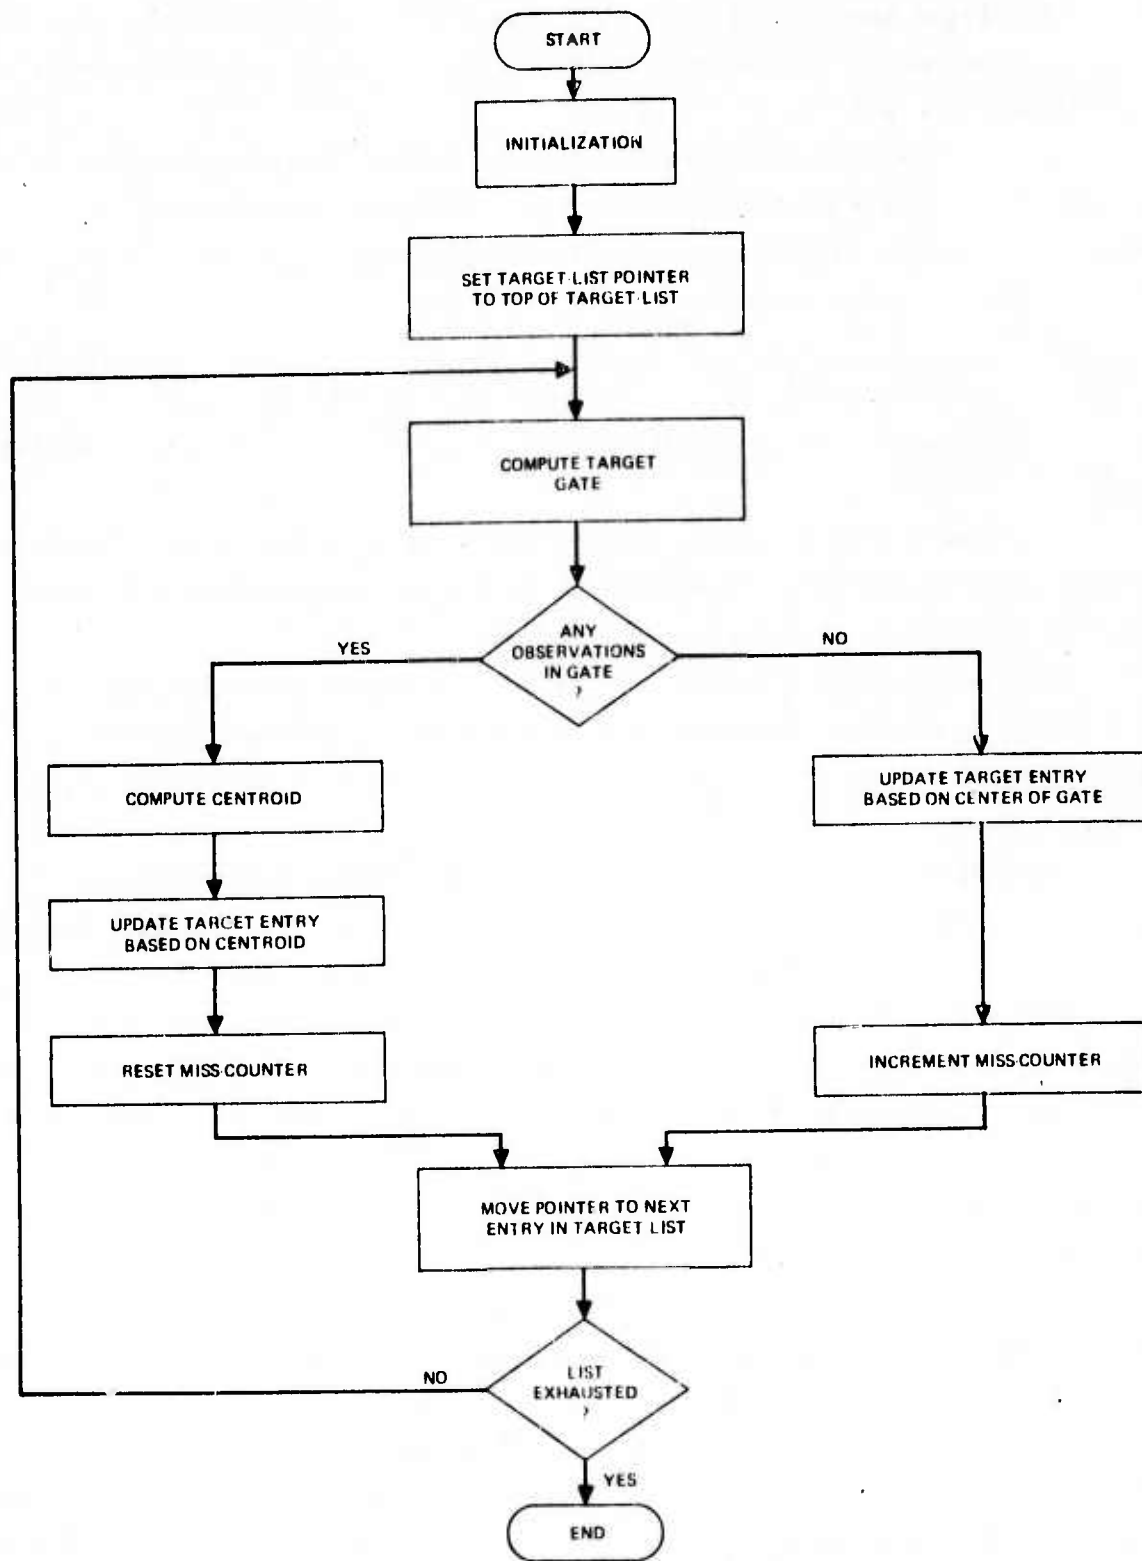 START
INITIALIZATION
SET TARGET-LIST POINTER
TO TOP OF TARGET-LIST
COMPUTE TARGET
GATE
ANY
OBSERVATIONS
IN GATE
?
YES
NO
COMPUTE CENTROID
UPDATE TARGET ENTRY
BASED ON CENTROID
RESET MISS-COUNTER
UPDATE TARGET ENTRY
BASED ON CENTER OF GATE
INCREMENT MISS-COUNTER
MOVE POINTER TO NEXT
ENTRY IN TARGET LIST
LIST
EXHAUSTED
?
NO
YES
END